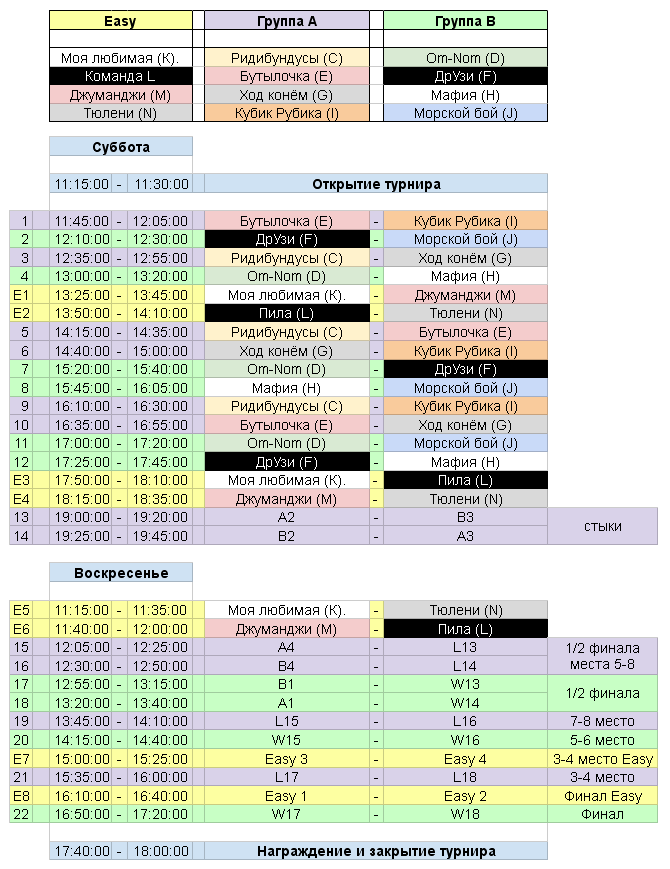 Easy Группа A Группа B
Моя любимая (К). Ридибундусы (C) Om-Nom (D)
Команда L Бутылочка (E) ДрУзи (F)
Джуманджи (M) Ход конём (G) Мафия (H)
Тюлени (N) Кубик Рубика (I) Морской бой (J)
Суббота
11:15:00 - 11:30:00 Открытие турнира
1 11:45:00 - 12:05:00 Бутылочка (E) - Кубик Рубика (I)
2 12:10:00 - 12:30:00 ДрУзи (F) - Морской бой (J)
3 12:35:00 - 12:55:00 Ридибундусы (C) - Ход конём (G)
4 13:00:00 - 13:20:00 Om-Nom (D) - Мафия (H)
E1 13:25:00 - 13:45:00 Моя любимая (К). - Джуманджи (M)
E2 13:50:00 - 14:10:00 Пила (L) - Тюлени (N)
5 14:15:00 - 14:35:00 Ридибундусы (C) - Бутылочка (E)
6 14:40:00 - 15:00:00 Ход конём (G) - Кубик Рубика (I)
7 15:20:00 - 15:40:00 Om-Nom (D) - ДрУзи (F)
8 15:45:00 - 16:05:00 Мафия (H) - Морской бой (J)
9 16:10:00 - 16:30:00 Ридибундусы (C) - Кубик Рубика (I)
10 16:35:00 - 16:55:00 Бутылочка (E) - Ход конём (G)
11 17:00:00 - 17:20:00 Om-Nom (D) - Морской бой (J)
12 17:25:00 - 17:45:00 ДрУзи (F) - Мафия (H)
E3 17:50:00 - 18:10:00 Моя любимая (К). - Пила (L)
E4 18:15:00 - 18:35:00 Джуманджи (M) - Тюлени (N)
13 19:00:00 - 19:20:00 A2 - B3
стыки
14 19:25:00 - 19:45:00 B2 - A3
Воскресенье
E5 11:15:00 - 11:35:00 Моя любимая (К). - Тюлени (N)
E6 11:40:00 - 12:00:00 Джуманджи (M) - Пила (L)
15 12:05:00 - 12:25:00 A4 - L13 1/2 финала
16 12:30:00 - 12:50:00 B4 - L14 места 5-8
17 12:55:00 - 13:15:00 B1 - W13
1/2 финала
18 13:20:00 - 13:40:00 A1 - W14
19 13:45:00 - 14:10:00 L15 - L16 7-8 место
20 14:15:00 - 14:40:00 W15 - W16 5-6 место
E7 15:00:00 - 15:25:00 Easy 3 - Easy 4 3-4 место Easy
21 15:35:00 - 16:00:00 L17 - L18 3-4 место
E8 16:10:00 - 16:40:00 Easy 1 - Easy 2 Финал Easy
22 16:50:00 - 17:20:00 W17 - W18 Финал
17:40:00 - 18:00:00 Награждение и закрытие турнира